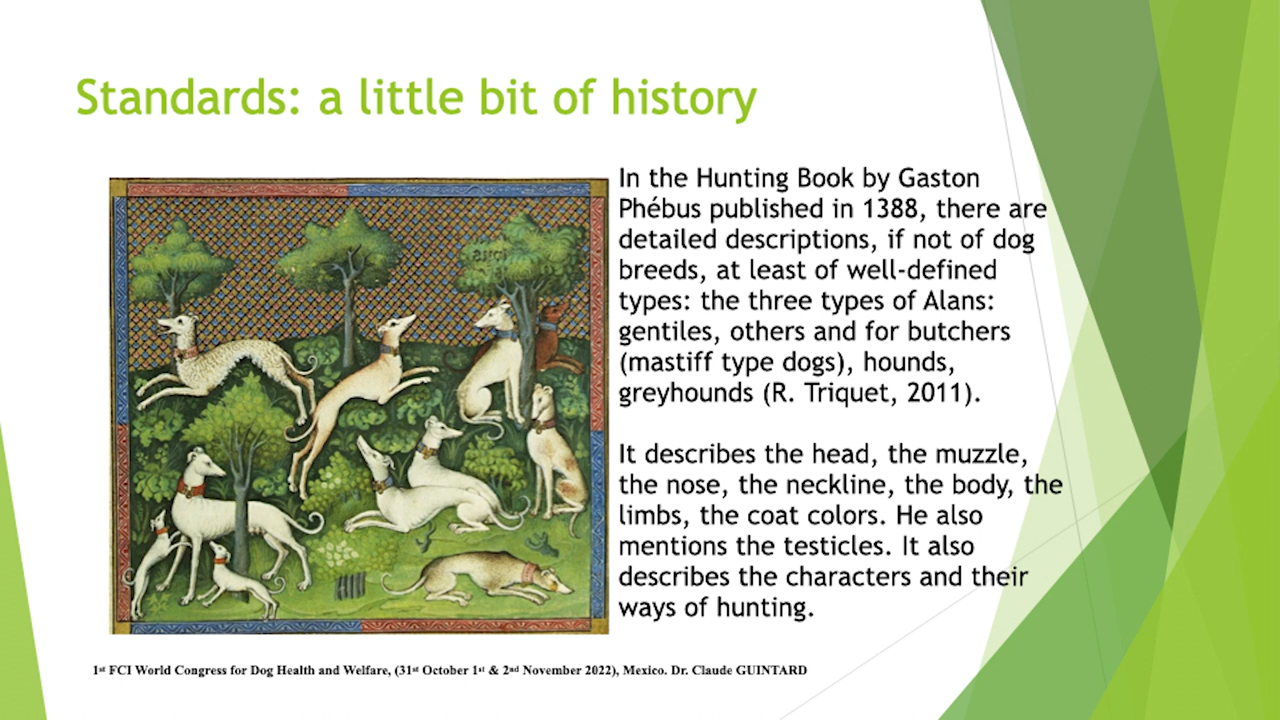 Standards: a little bit of history
In the Hunting Book by Gaston
Phébus published in 1388, there are
detailed descriptions, if not of dog
breeds, at least of well-defined
types: the three types of Alans:
gentiles, others and for butchers
(mastiff type dogs), hounds,
greyhounds (R. Triquet, 2011).
It describes the head, the muzzle,
the nose, the neckline, the body, the
limbs, the coat colors. He also
mentions the testicles. It also
describes the characters and their
ways of hunting.
1st FCI World Congress for Dog Health and Welfare, (31st October 1st & 2nd November 2022), Mexico. Dr. Claude GUINTARD